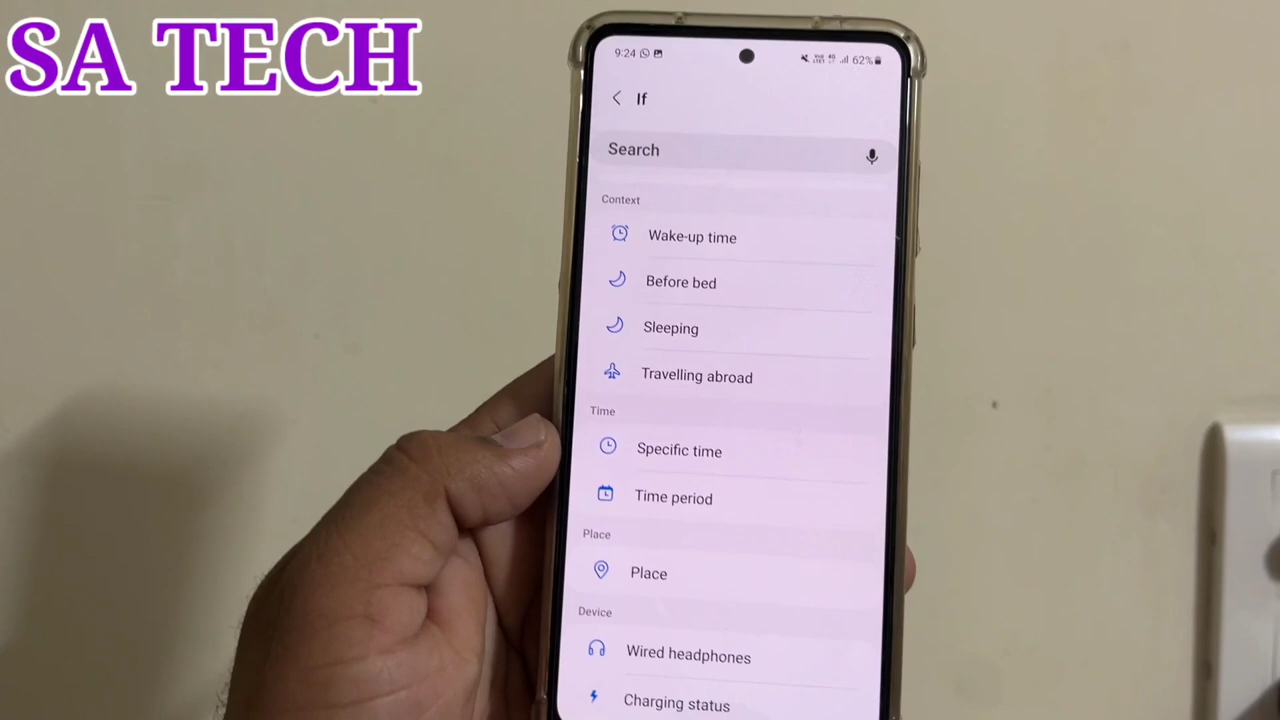 SA TECH
9:24 62%
If
Search
Context
Wake-up time
Before bed
Sleeping
Travelling abroad
Time
Specific time
Time period
Place
Place
Device
Wired headphones
Charging status